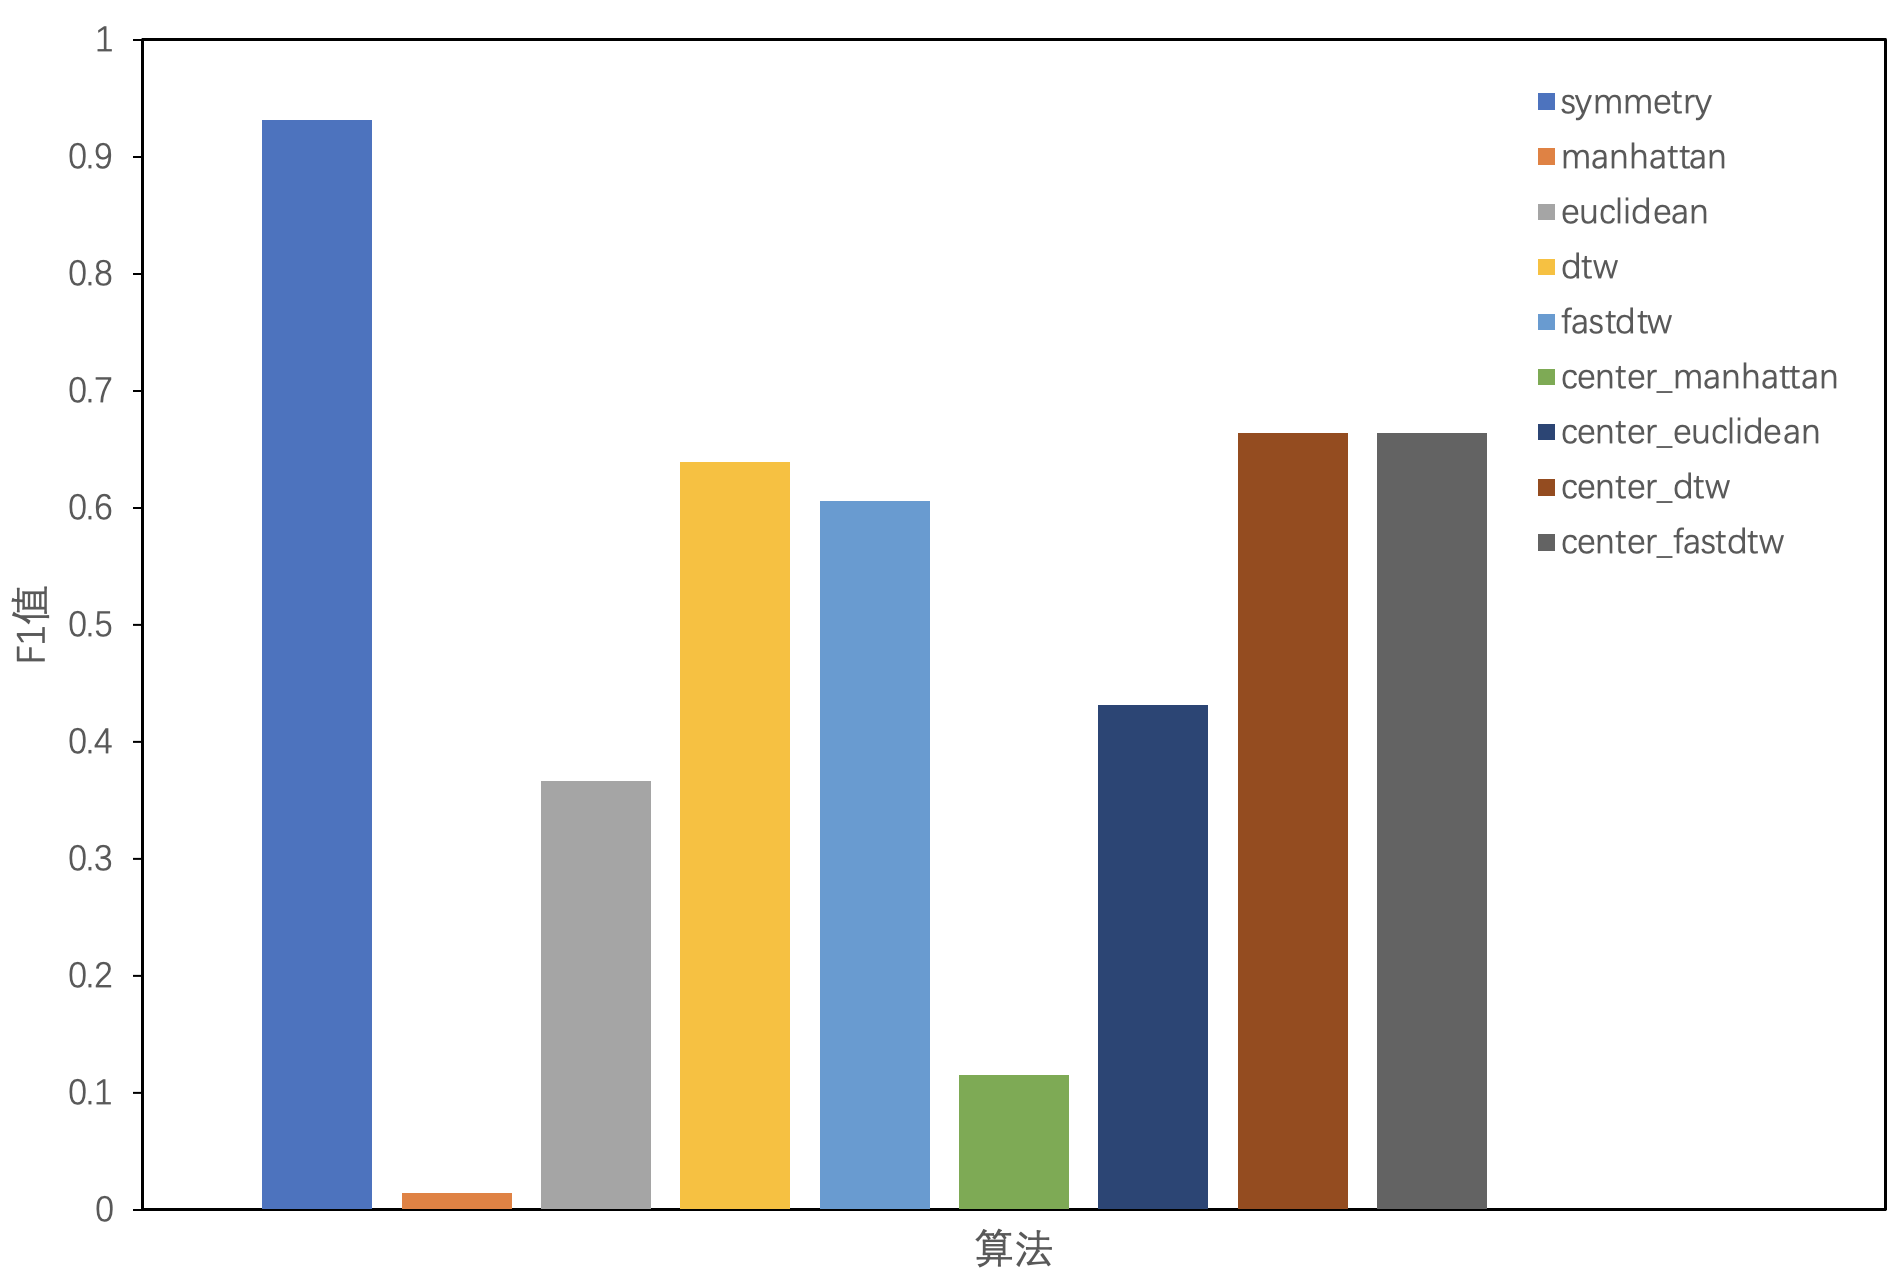 1
0.9
0.8
0.7
0.6
0.5
0.4
0.3
0.2
0.1
0
F1值
算法
symmetry
manhattan
euclidean
dtw
fastdtw
center_manhattan
center_euclidean
center_dtw
center_fastdtw